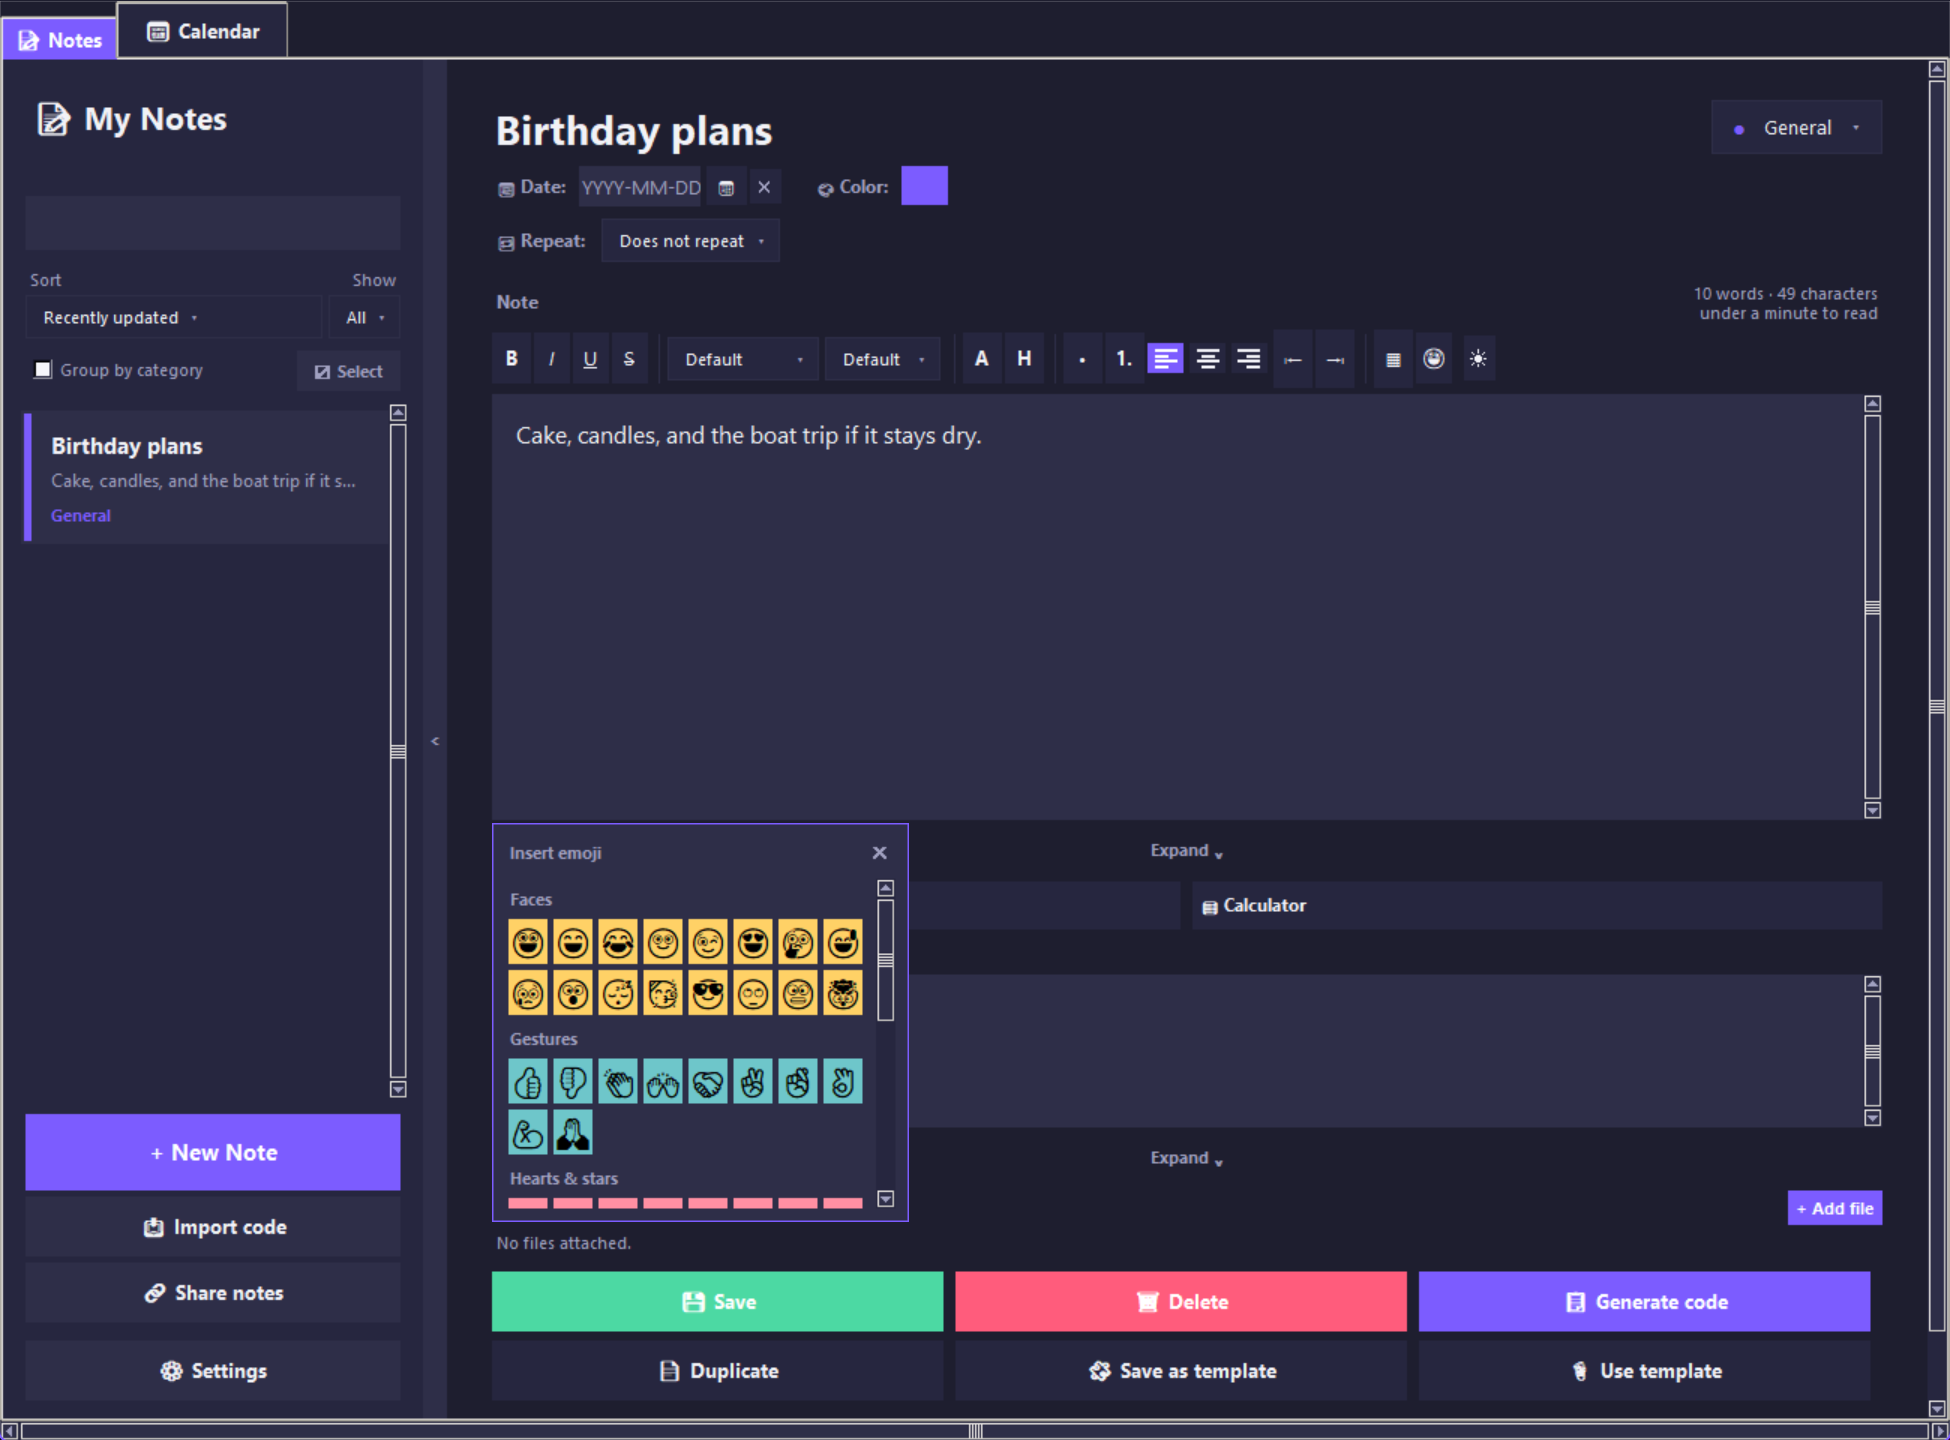 Notes
Calendar
My Notes
Sort
Show
Recently updated
All
Group by category
Select
Birthday plans
Cake, candles, and the boat trip if it s...
General
+ New Note
Import code
Share notes
Settings
<
Birthday plans
General
Date:
YYYY-MM-DD
Color:
Repeat:
Does not repeat
Note
10 words · 49 characters
under a minute to read
B I U S Default Default A H • 1.
Cake, candles, and the boat trip if it stays dry.
Expand
Calculator
Insert emoji
Faces
Gestures
Hearts & stars
Expand
+ Add file
No files attached.
Save
Delete
Generate code
Duplicate
Save as template
Use template